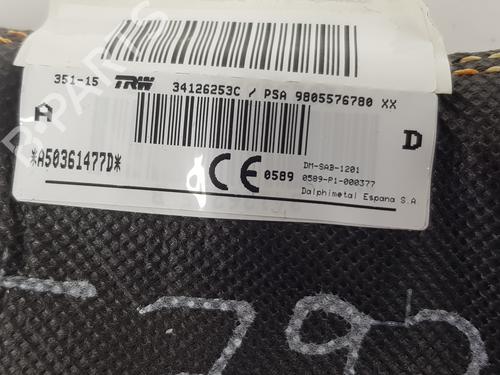 351-15 TRW 34126253C / PSA 9805576780 XX
A D
*A50361477D*
CE 0589 DM-SAB-1201
0589-P1-000377
Dalphimetal Espana S.A